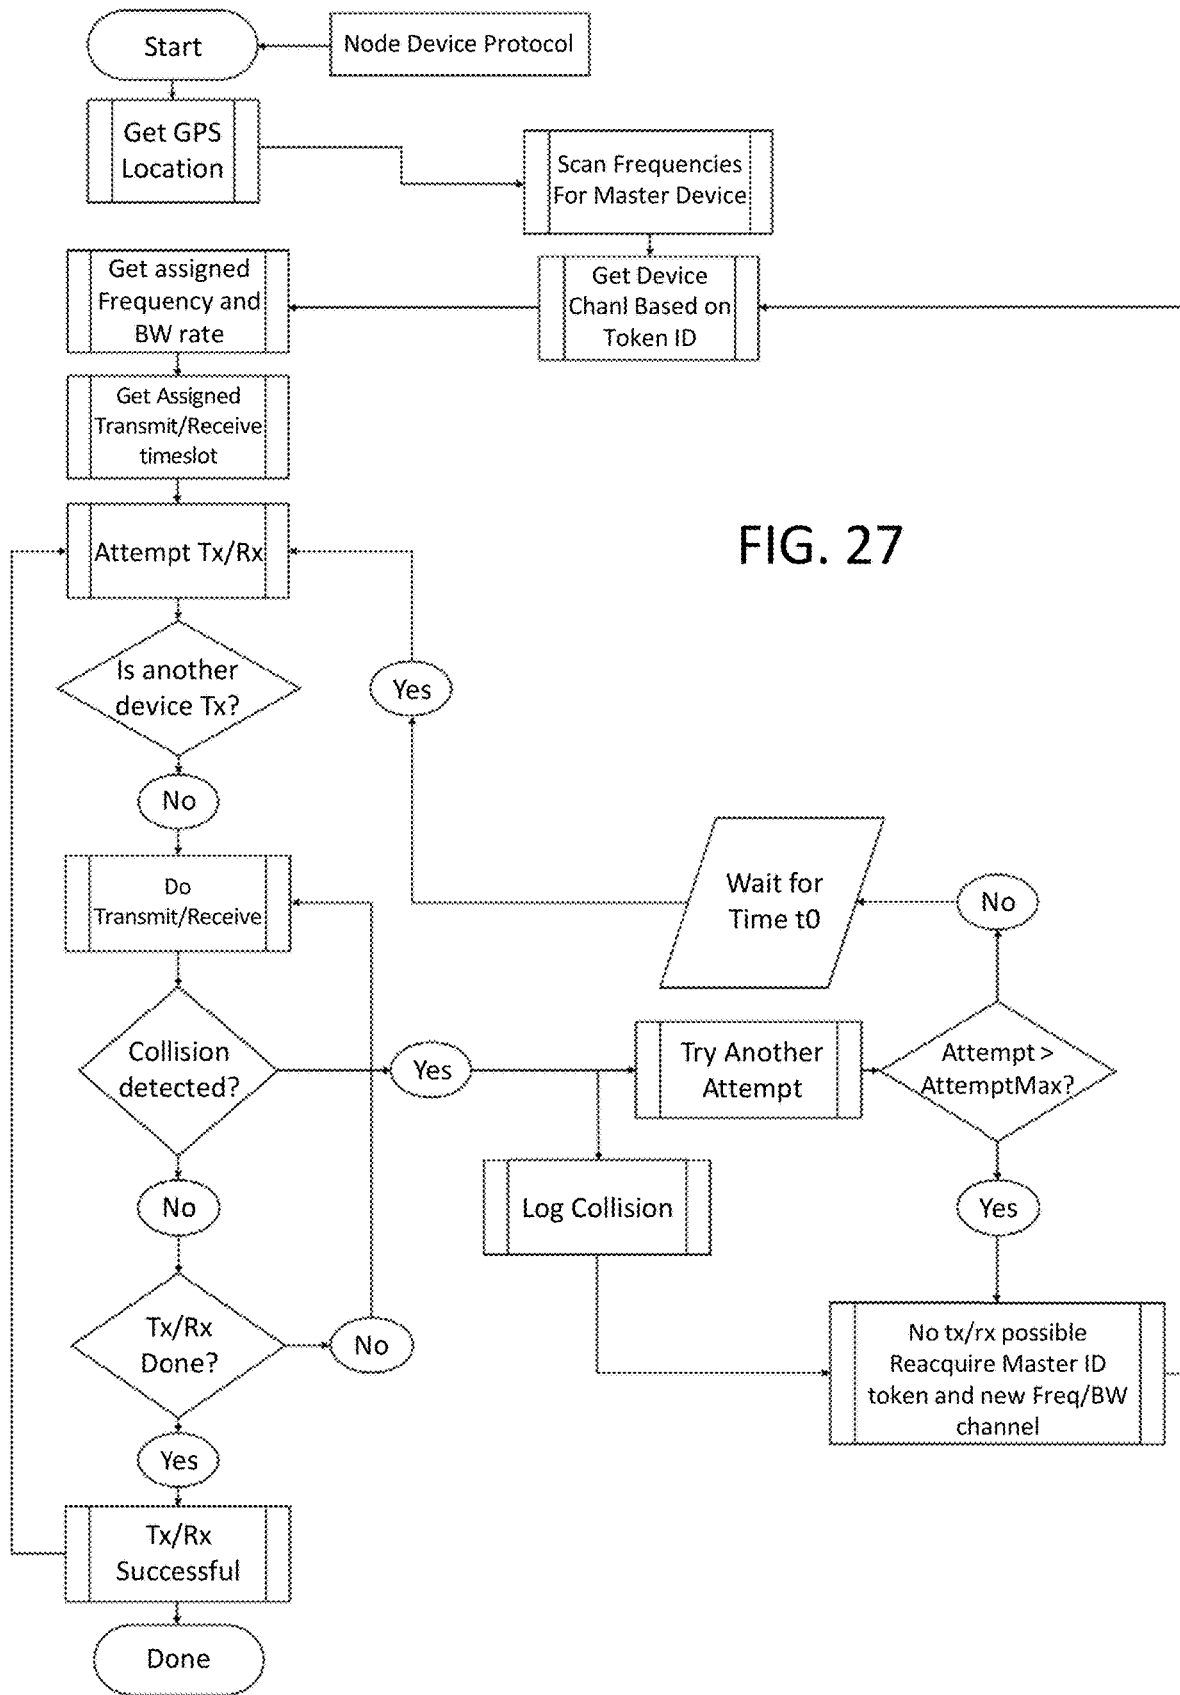 Start
Node Device Protocol
Get GPS
Location
Scan Frequencies
For Master Device
Get assigned
Frequency and
BW rate
Get Device
Chanl Based on
Token ID
Get Assigned
Transmit/Receive
timeslot
Attempt Tx/Rx
FIG. 27
Is another
device Tx?
Yes
No
Do
Transmit/Receive
Wait for
Time t0
No
Collision
detected?
Yes
Try Another
Attempt
Attempt >
AttemptMax?
No
Log Collision
Yes
Tx/Rx
Done?
No
No tx/rx possible
Reacquire Master ID
token and new Freq/BW
channel
Yes
Tx/Rx
Successful
Done